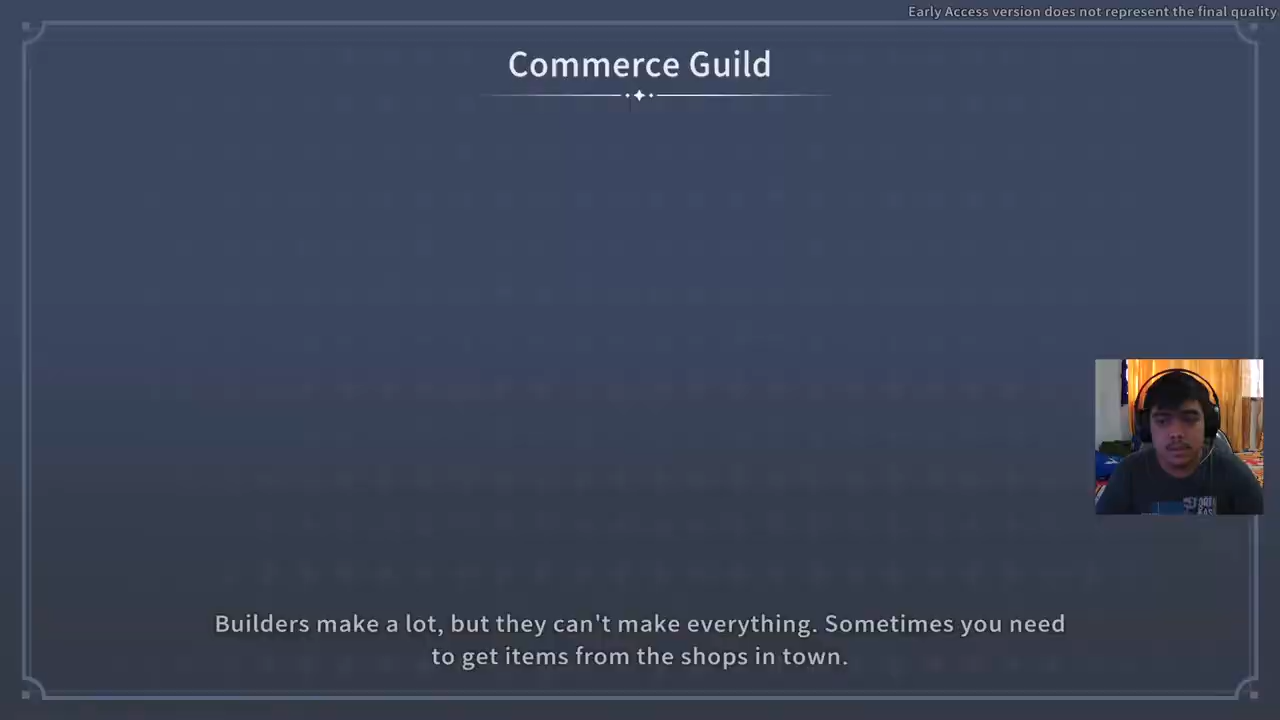 Early Access version does not represent the final quality
Commerce Guild
Builders make a lot, but they can't make everything. Sometimes you need
to get items from the shops in town.